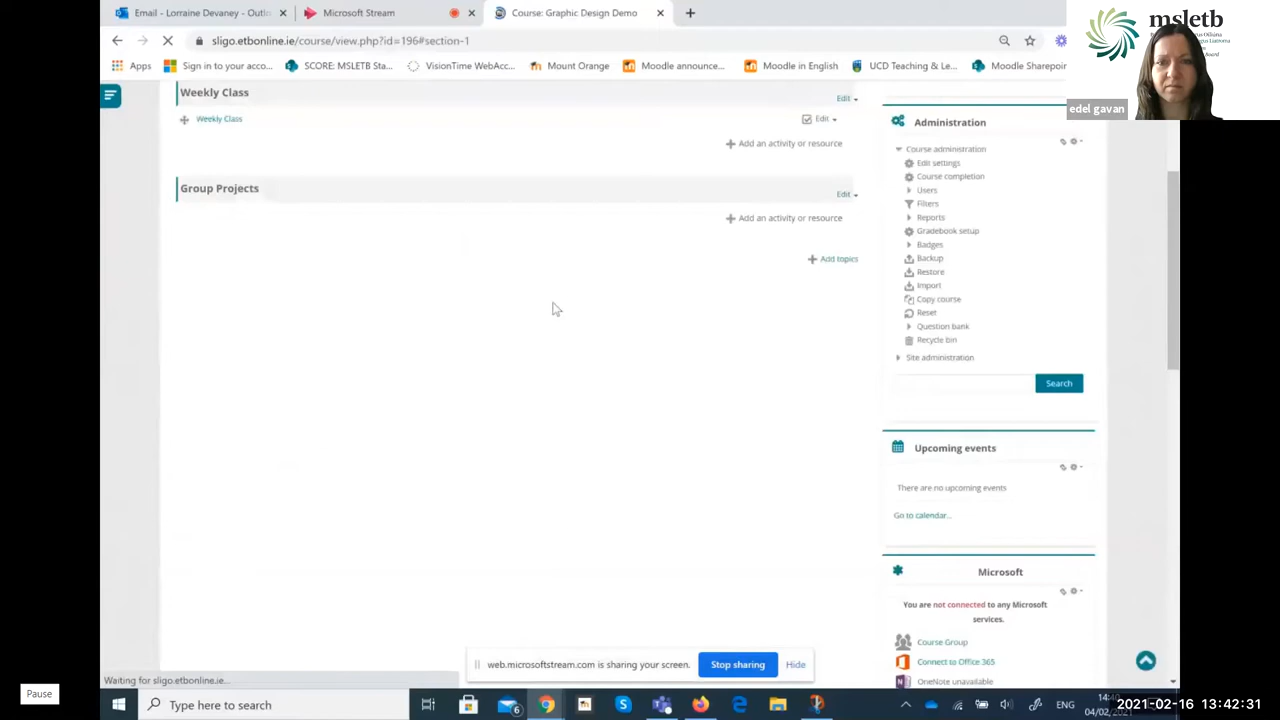 Email - Lorraine Devaney - Outl
Microsoft Stream
Course: Graphic Design Demo
sligo.etbonline.ie/course/view.php?id=196#section-
msletb
Apps
Sign in to your acco...
SCORE: MSLETB Sta...
VisionTime WebAcc...
Mount Orange
Moodle announce...
Moodle in English
UCD Teaching & Le...
Moodle Sharepoin
edel gavan
Weekly Class
Edit
Weekly Class
Edit
Add an activity or resource
Group Projects
Edit
Add an activity or resource
Add topics
Administration
Course administration
Edit settings
Course completion
Users
Filters
Reports
Gradebook setup
Badges
Backup
Restore
Import
Copy course
Reset
Question bank
Recycle bin
Site administration
Search
Upcoming events
There are no upcoming events
Go to calendar...
Microsoft
You are not connected to any Microsoft
services.
Course Group
Connect to Office 365
OneNote unavailable
web.microsoftstream.com is sharing your screen.
Stop sharing
Hide
Waiting for sligo.etbonline.ie...
Pause
Type here to search
6
ENG
2021-02-16 13:42:31